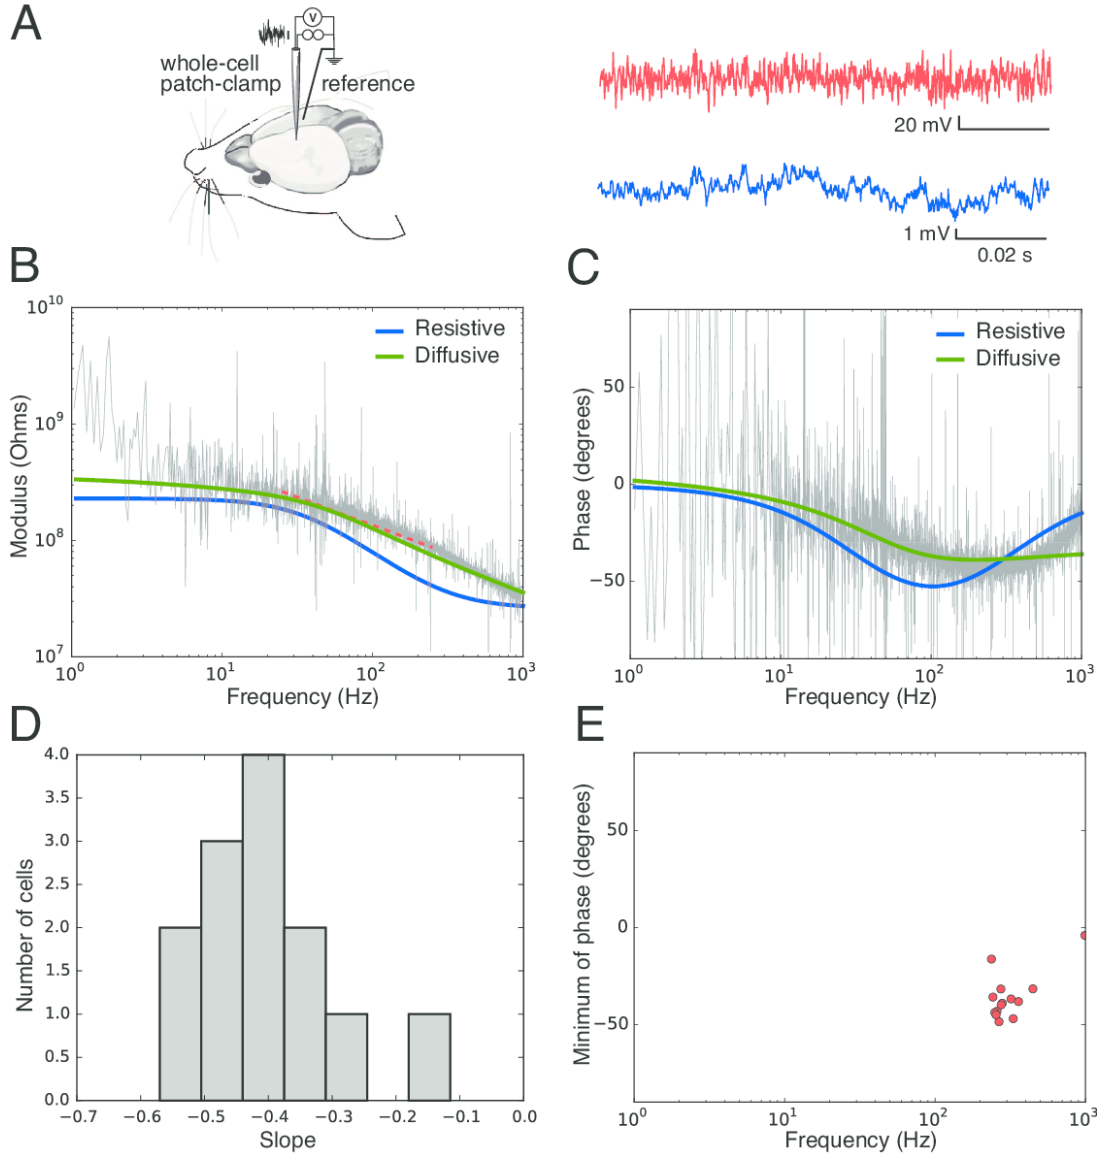 A
V
whole-cell
patch-clamp
reference
20 mV
1 mV
0.02 s
B
10^10
10^9
10^8
10^7
Modulus (Ohms)
Resistive
Diffusive
10^0
10^1
10^2
10^3
Frequency (Hz)
C
50
0
−50
Phase (degrees)
Resistive
Diffusive
10^0
10^1
10^2
10^3
Frequency (Hz)
D
4.0
3.5
3.0
2.5
2.0
1.5
1.0
0.5
0.0
Number of cells
−0.7
−0.6
−0.5
−0.4
−0.3
−0.2
−0.1
0.0
Slope
E
50
0
−50
Minimum of phase (degrees)
10^0
10^1
10^2
10^3
Frequency (Hz)